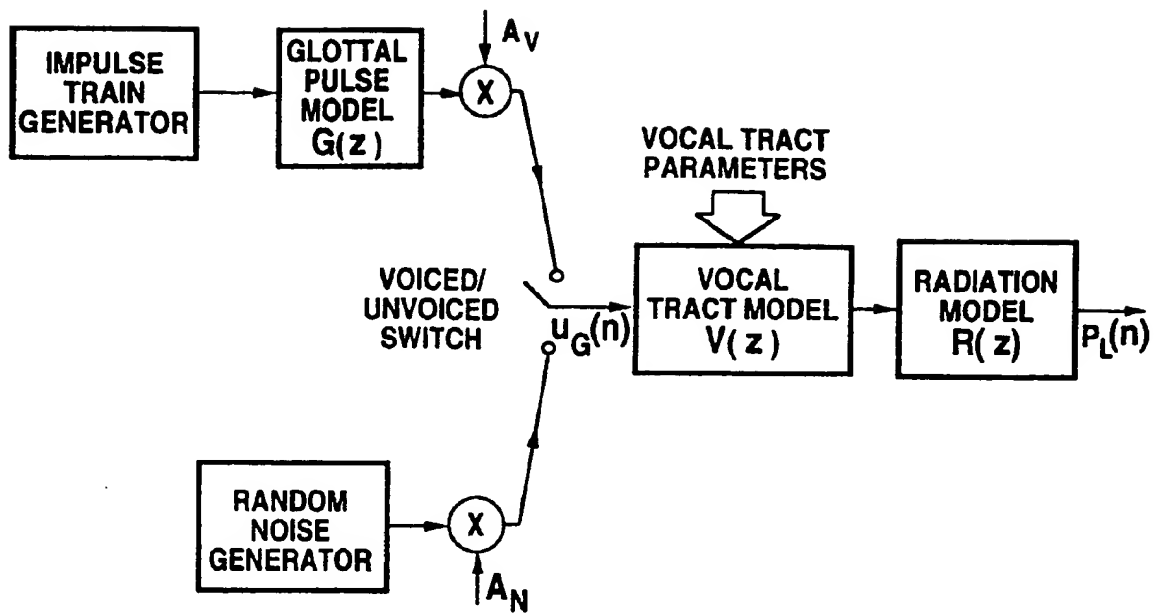 IMPULSE
TRAIN
GENERATOR
GLOTTAL
PULSE
MODEL
G(z)
A_V
X
VOCAL TRACT
PARAMETERS
VOICED/
UNVOICED
SWITCH
u_G(n)
VOCAL
TRACT MODEL
V(z)
RADIATION
MODEL
R(z)
P_L(n)
RANDOM
NOISE
GENERATOR
X
A_N